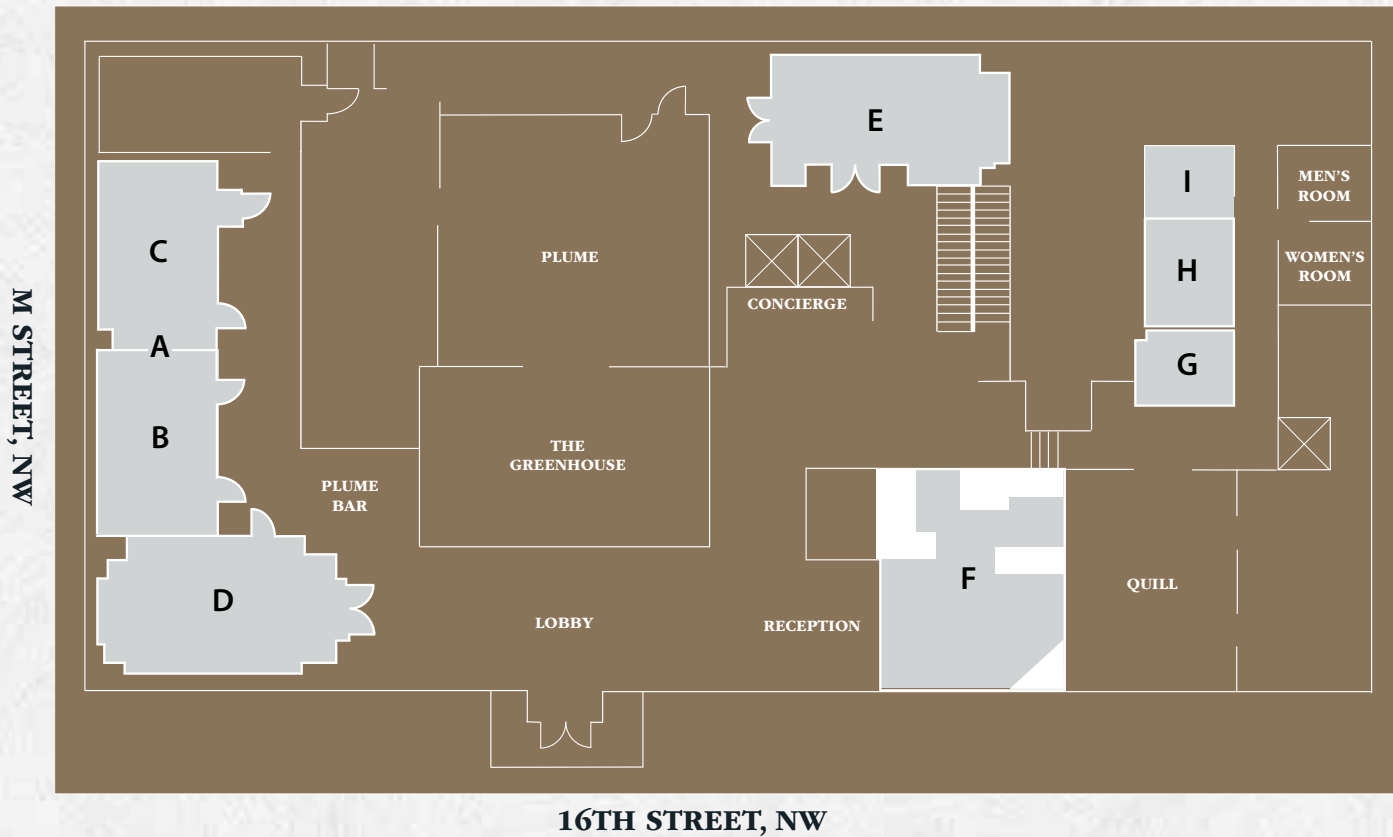 E
I
MEN'S
ROOM
C
PLUME
H
WOMEN'S
ROOM
CONCIERGE
A
G
M STREET, NW
B
THE
GREENHOUSE
PLUME
BAR
F
QUILL
D
LOBBY
RECEPTION
16TH STREET, NW